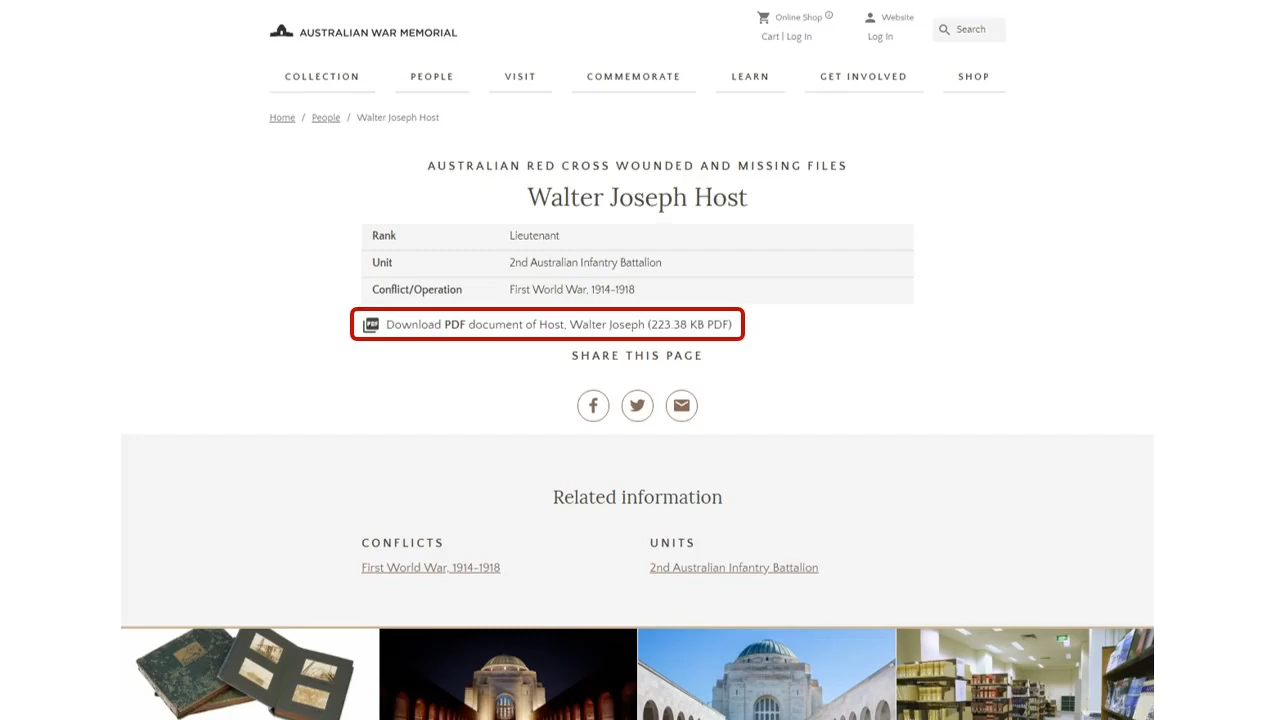 AUSTRALIAN WAR MEMORIAL
Online Shop
Cart | Log In
Website
Log In
Search
COLLECTION PEOPLE VISIT COMMEMORATE LEARN GET INVOLVED SHOP
Home / People / Walter Joseph Host
AUSTRALIAN RED CROSS WOUNDED AND MISSING FILES
Walter Joseph Host
Rank Lieutenant
Unit 2nd Australian Infantry Battalion
Conflict/Operation First World War, 1914-1918
PDF Download PDF document of Host, Walter Joseph (223.38 KB PDF)
SHARE THIS PAGE
Related information
CONFLICTS
First World War, 1914-1918
UNITS
2nd Australian Infantry Battalion